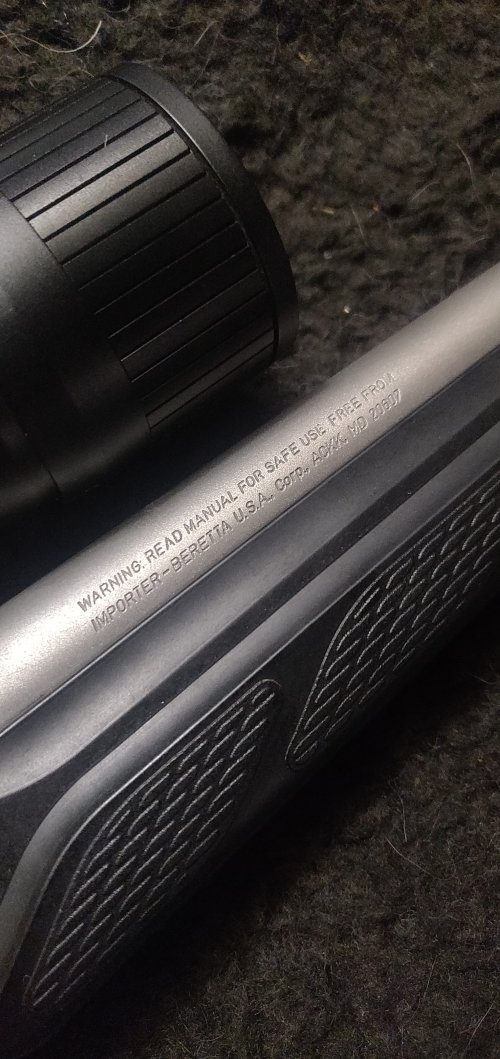 WARNING: READ MANUAL FOR SAFE USE FREE FROM
IMPORTER - BERETTA U.S.A., Corp., ACKK, MD 20607